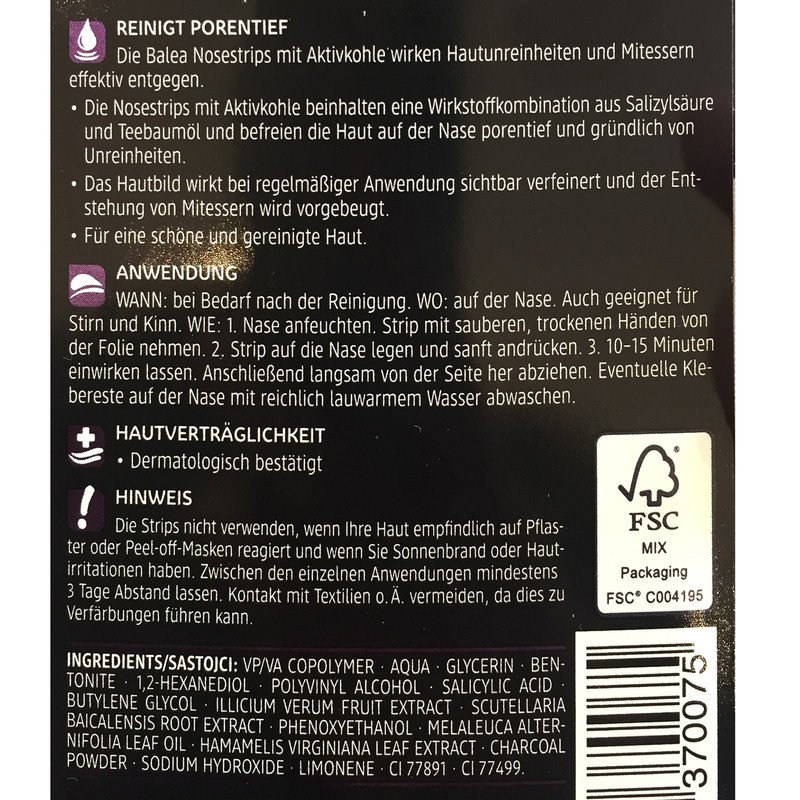 REINIGT PORENTIEF
Die Balea Nosestrips mit Aktivkohle wirken Hautunreinheiten und Mitessern
effektiv entgegen.
• Die Nosestrips mit Aktivkohle beinhalten eine Wirkstoffkombination aus Salizylsäure
und Teebaumöl und befreien die Haut auf der Nase porentief und gründlich von
Unreinheiten.
• Das Hautbild wirkt bei regelmäßiger Anwendung sichtbar verfeinert und der Ent-
stehung von Mitessern wird vorgebeugt.
• Für eine schöne und gereinigte Haut.
ANWENDUNG
WANN: bei Bedarf nach der Reinigung. WO: auf der Nase. Auch geeignet für
Stirn und Kinn. WIE: 1. Nase anfeuchten. Strip mit sauberen, trockenen Händen von
der Folie nehmen. 2. Strip auf die Nase legen und sanft andrücken. 3. 10–15 Minuten
einwirken lassen. Anschließend langsam von der Seite her abziehen. Eventuelle Kle-
bereste auf der Nase mit reichlich lauwarmem Wasser abwaschen.
HAUTVERTRÄGLICHKEIT
• Dermatologisch bestätigt
HINWEIS
Die Strips nicht verwenden, wenn Ihre Haut empfindlich auf Pflas-
ter oder Peel-off-Masken reagiert und wenn Sie Sonnenbrand oder Haut-
irritationen haben. Zwischen den einzelnen Anwendungen mindestens
3 Tage Abstand lassen. Kontakt mit Textilien o. Ä. vermeiden, da dies zu
Verfärbungen führen kann.
FSC®
MIX
Packaging
FSC® C004195
INGREDIENTS/SASTOJCI: VP/VA COPOLYMER · AQUA · GLYCERIN · BEN-
TONITE · 1,2-HEXANEDIOL · POLYVINYL ALCOHOL · SALICYLIC ACID ·
BUTYLENE GLYCOL · ILLICIUM VERUM FRUIT EXTRACT · SCUTELLARIA
BAICALENSIS ROOT EXTRACT · PHENOXYETHANOL · MELALEUCA ALTER-
NIFOLIA LEAF OIL · HAMAMELIS VIRGINIANA LEAF EXTRACT · CHARCOAL
POWDER · SODIUM HYDROXIDE · LIMONENE · CI 77891 · CI 77499.
370075